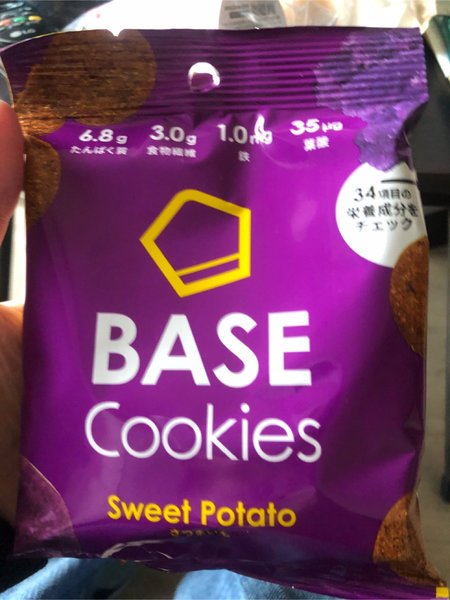 6.8g 3.0g 1.0mg 35μg
たんぱく質 食物繊維 鉄 葉酸
34項目の
栄養成分を
チェック
BASE
Cookies
Sweet Potato
さつまいも